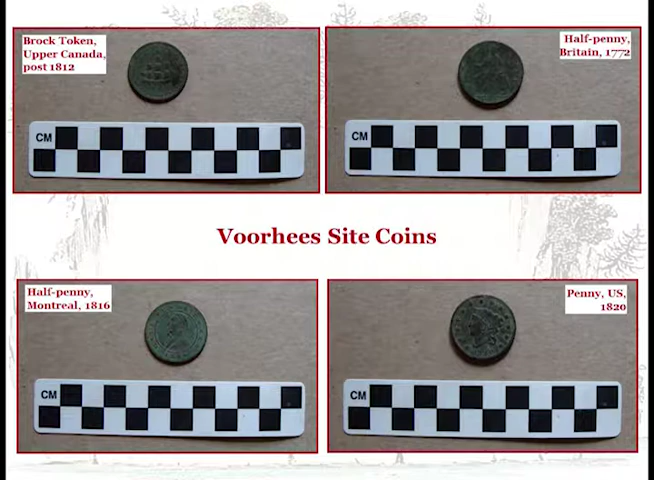 Brock Token,
Upper Canada,
post 1812
Half-penny,
Britain, 1772
CM
CM
Voorhees Site Coins
Half-penny,
Montreal, 1816
Penny, US,
1820
CM
CM